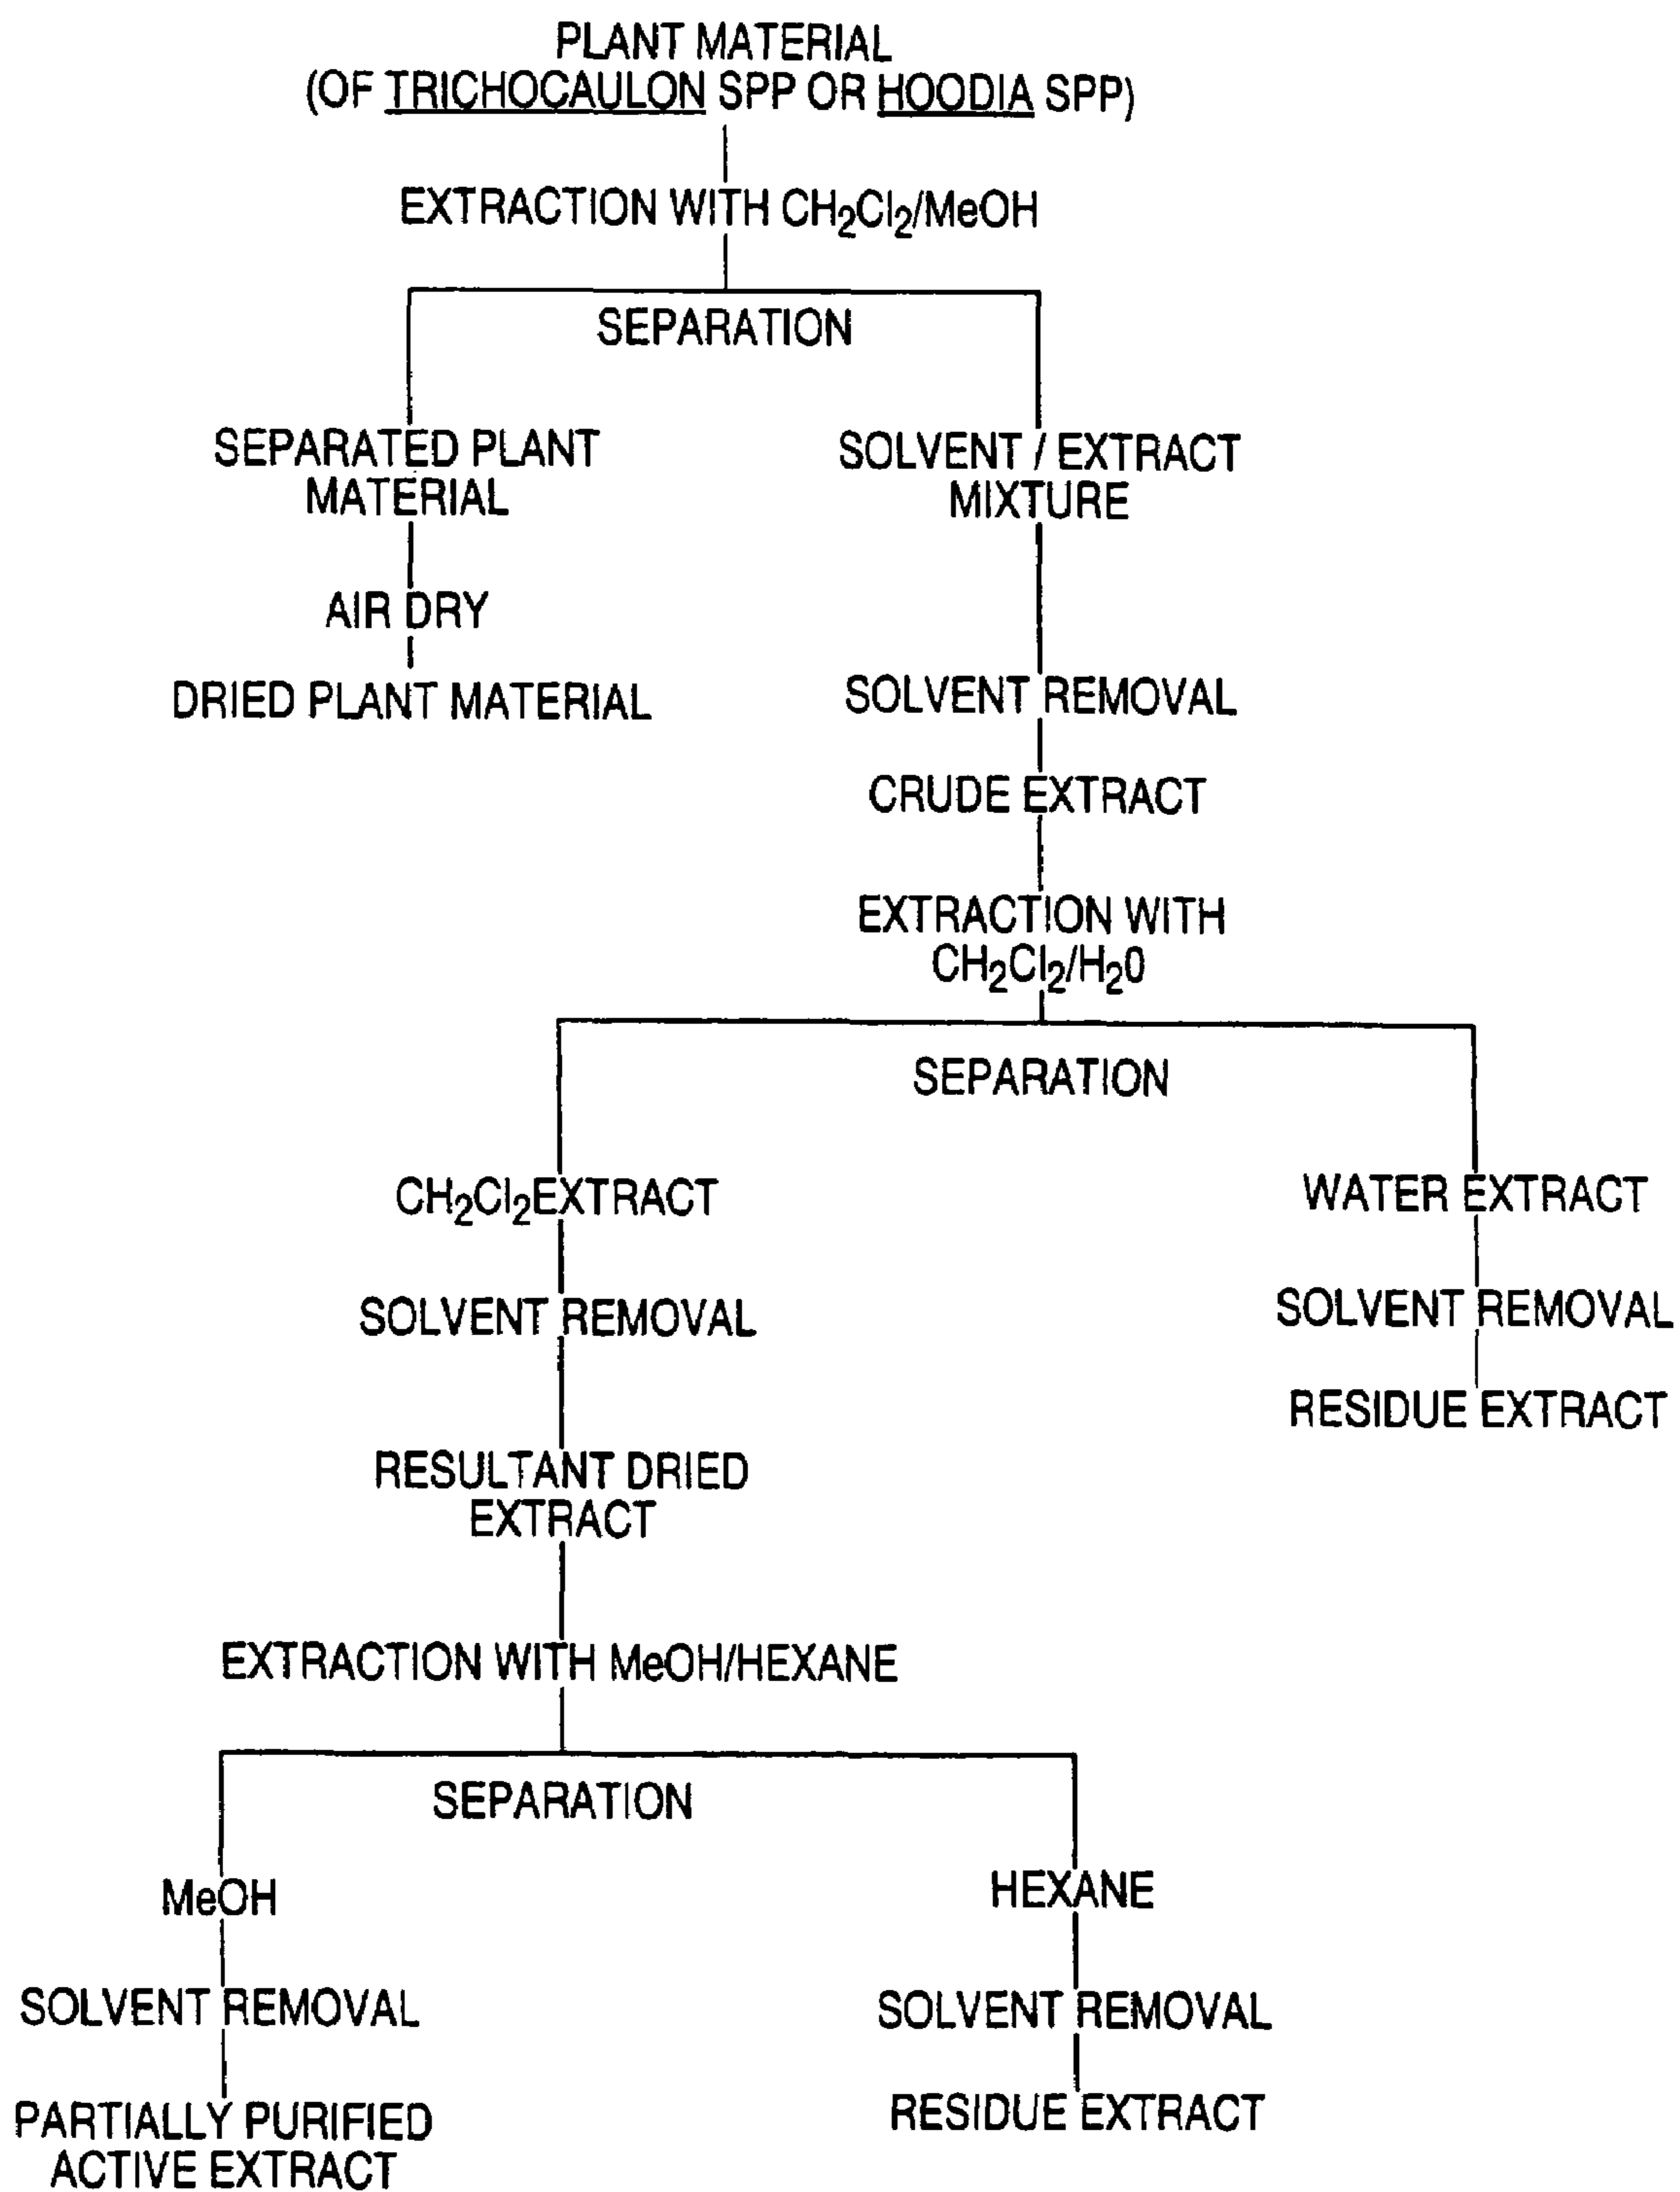 PLANT MATERIAL
(OF TRICHOCAULON SPP OR HOODIA SPP)
EXTRACTION WITH CH₂Cl₂/MeOH
SEPARATION
SEPARATED PLANT
MATERIAL
AIR DRY
DRIED PLANT MATERIAL
SOLVENT / EXTRACT
MIXTURE
SOLVENT REMOVAL
CRUDE EXTRACT
EXTRACTION WITH
CH₂Cl₂/H₂0
SEPARATION
CH₂Cl₂EXTRACT
SOLVENT REMOVAL
RESULTANT DRIED
EXTRACT
WATER EXTRACT
SOLVENT REMOVAL
RESIDUE EXTRACT
EXTRACTION WITH MeOH/HEXANE
SEPARATION
MeOH
SOLVENT REMOVAL
PARTIALLY PURIFIED
ACTIVE EXTRACT
HEXANE
SOLVENT REMOVAL
RESIDUE EXTRACT